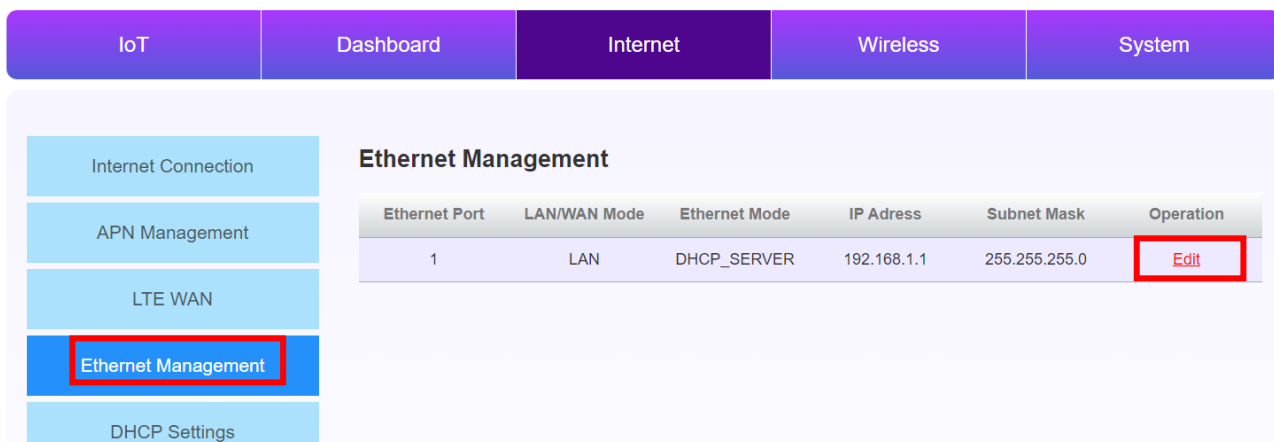 IoT Dashboard Internet Wireless System
Internet Connection
APN Management
LTE WAN
Ethernet Management
DHCP Settings
Ethernet Management
Ethernet Port LAN/WAN Mode Ethernet Mode IP Adress Subnet Mask Operation
1 LAN DHCP_SERVER 192.168.1.1 255.255.255.0 Edit